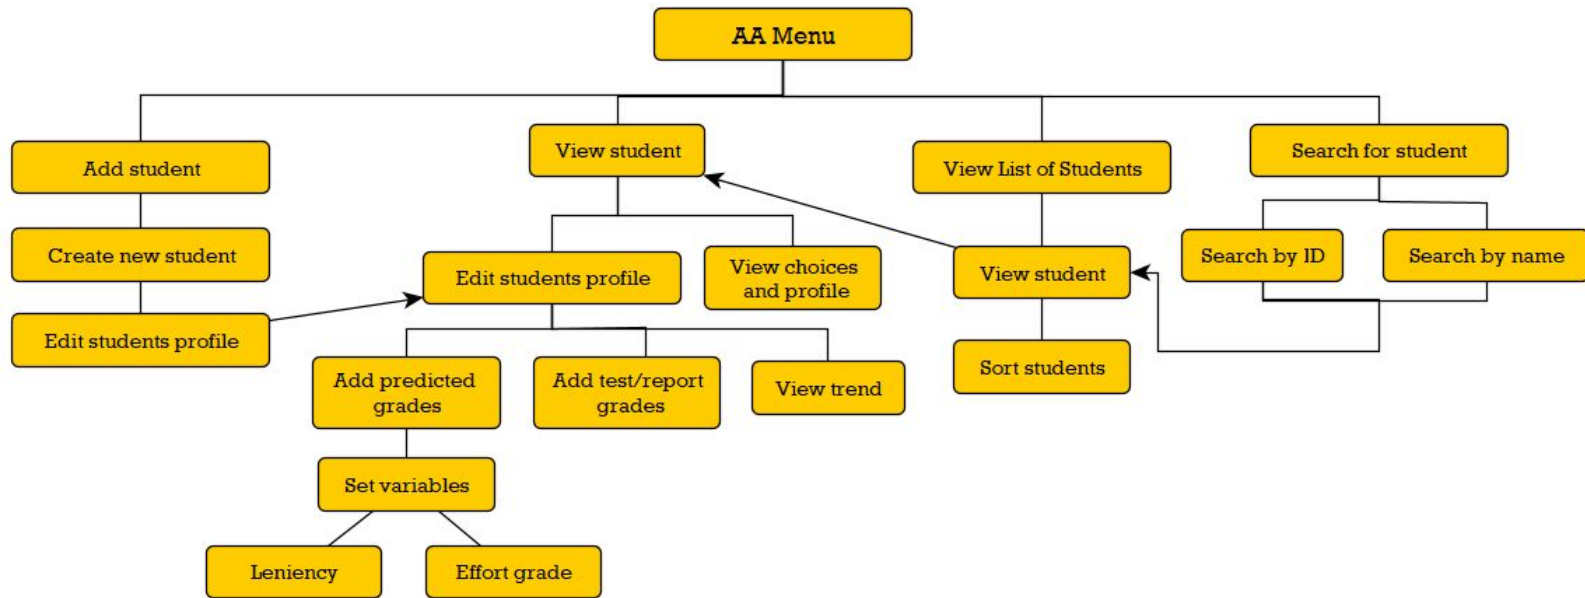 AA Menu
Add student
View student
View List of Students
Search for student
Create new student
Edit students profile
Edit students profile
View choices
and profile
View student
Search by ID
Search by name
Add predicted
grades
Add test/report
grades
View trend
Sort students
Set variables
Leniency
Effort grade